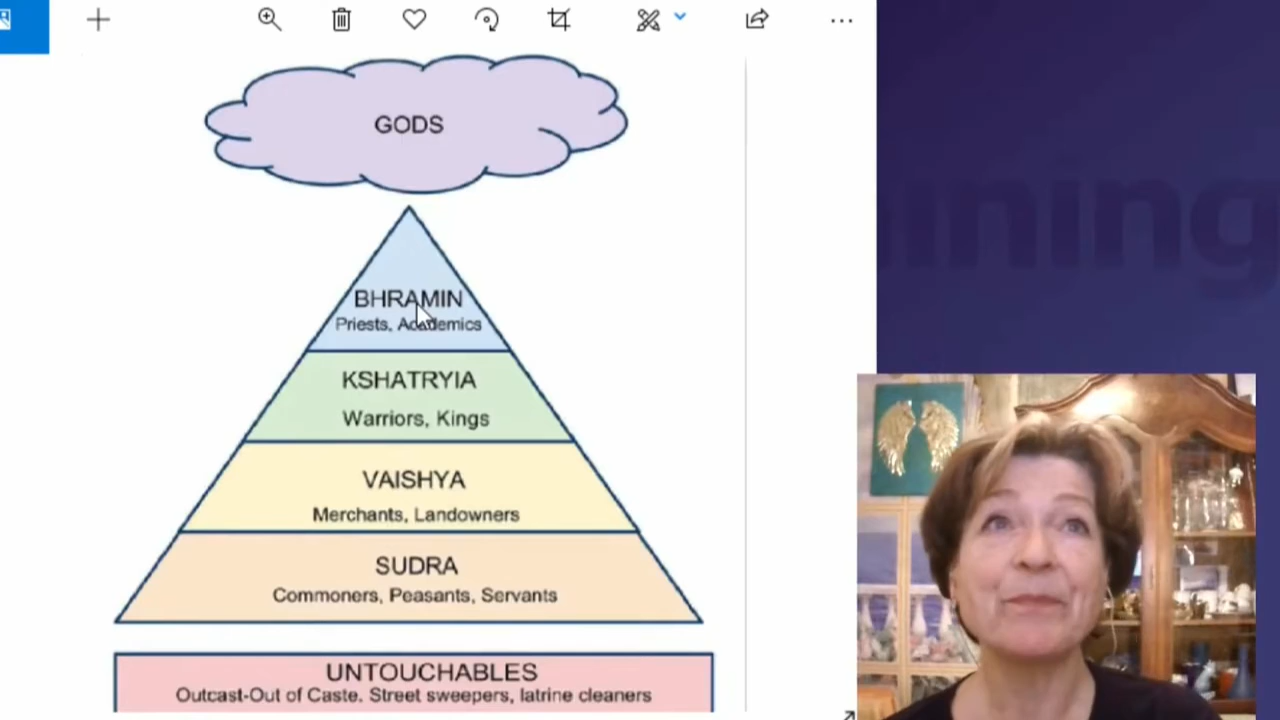 GODS
BHRAMIN
Priests, Academics
KSHATRYIA
Warriors, Kings
VAISHYA
Merchants, Landowners
SUDRA
Commoners, Peasants, Servants
UNTOUCHABLES
Outcast-Out of Caste. Street sweepers, latrine cleaners